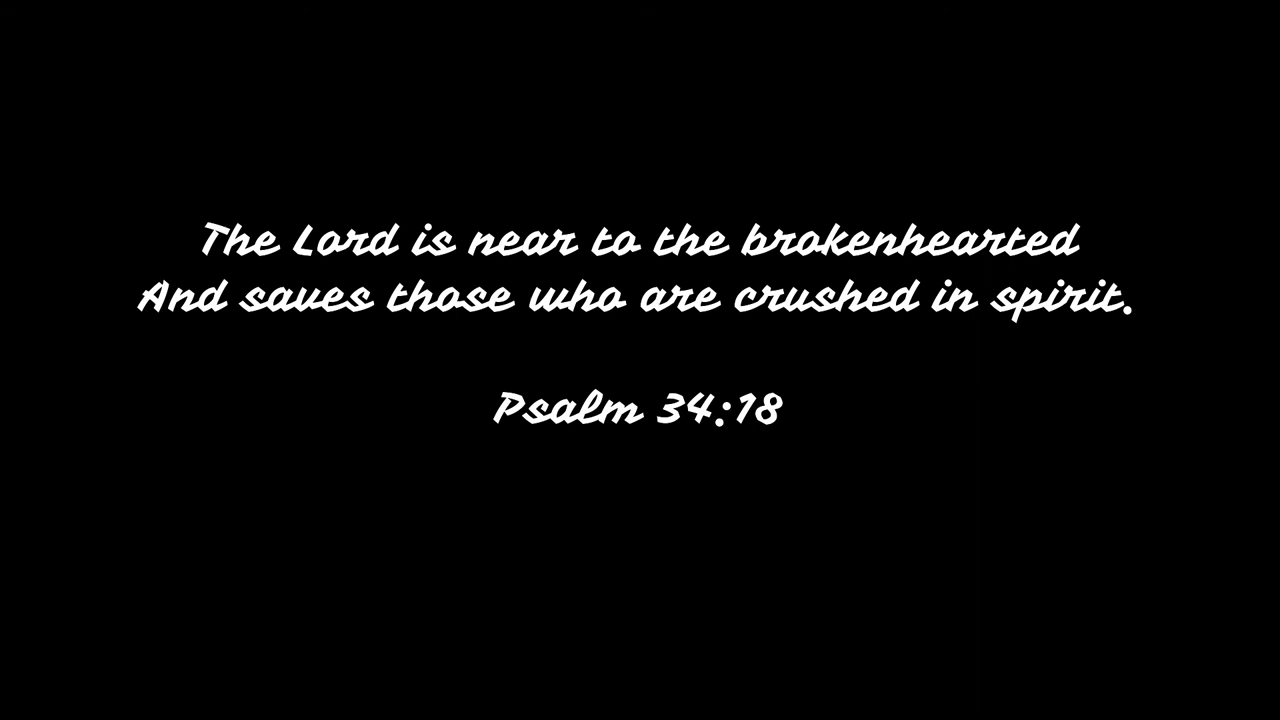 The Lord is near to the brokenhearted
And saves those who are crushed in spirit.
Psalm 34:18